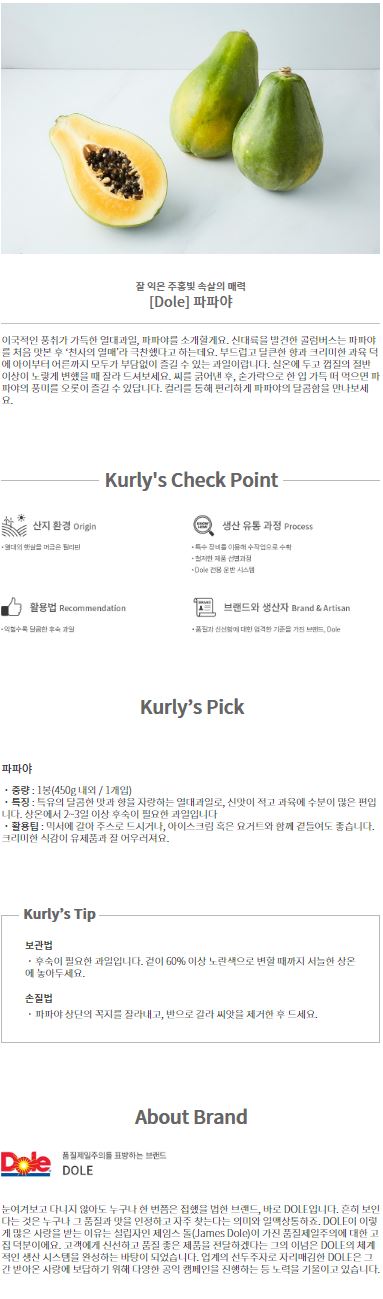 잘 익은 주홍빛 속살의 매력
[Dole] 파파야
이국적인 풍취가 가득한 열대과일, 파파야를 소개할게요. 신대륙을 발견한 콜럼버스는 파파야
를 처음 맛본 후 '천사의 열매'라 극찬했다고 하는데요. 부드럽고 달큰한 향과 크리미한 과육 덕
에 아이부터 어른까지 모두가 부담없이 즐길 수 있는 과일이랍니다. 실온에 두고 껍질의 절반
이상이 노랗게 변했을 때 잘라 드셔보세요. 씨를 긁어낸 후, 숟가락으로 한 입 가득 떠 먹으면 파
파야의 풍미를 오롯이 즐길 수 있답니다. 컬리를 통해 편리하게 파파야의 달콤함을 만나보세
요.
Kurly's Check Point
산지 환경 Origin
• 열대의 햇살을 머금은 필리핀
생산 유통 과정 Process
• 특수 장비를 이용해 수작업으로 수확
• 철저한 제품 선별과정
• Dole 전용 운반 시스템
활용법 Recommendation
• 익힐수록 달콤한 후숙 과일
브랜드와 생산자 Brand & Artisan
• 품질과 신선함에 대한 엄격한 기준을 가진 브랜드, Dole
Kurly's Pick
파파야
・중량 : 1봉(450g 내외 / 1개입)
・특징 : 특유의 달콤한 맛과 향을 자랑하는 열대과일로, 신맛이 적고 과육에 수분이 많은 편입
니다. 상온에서 2~3일 이상 후숙이 필요한 과일입니다
・활용팁 : 믹서에 갈아 주스로 드시거나, 아이스크림 혹은 요거트와 함께 곁들여도 좋습니다.
크리미한 식감이 유제품과 잘 어우러져요.
Kurly's Tip
보관법
・후숙이 필요한 과일입니다. 겉이 60% 이상 노란색으로 변할 때까지 서늘한 상온
에 놓아두세요.
손질법
・파파야 상단의 꼭지를 잘라내고, 반으로 갈라 씨앗을 제거한 후 드세요.
About Brand
Dole
품질제일주의를 표방하는 브랜드
DOLE
눈여겨보고 다니지 않아도 누구나 한 번쯤은 접했을 법한 브랜드, 바로 DOLE입니다. 흔히 보인
다는 것은 누구나 그 품질과 맛을 인정하고 자주 찾는다는 의미와 일맥상통하죠. DOLE이 이렇
게 많은 사랑을 받는 이유는 설립자인 제임스 돌(James Dole)이 가진 품질제일주의에 대한 고
집 덕분이에요. 고객에게 신선하고 품질 좋은 제품을 전달하겠다는 그의 이념은 DOLE의 체계
적인 생산 시스템을 완성하는 바탕이 되었습니다. 업계의 선두주자로 자리매김한 DOLE은 그
간 받아온 사랑에 보답하기 위해 다양한 공익 캠페인을 진행하는 등 노력을 기울이고 있습니다.